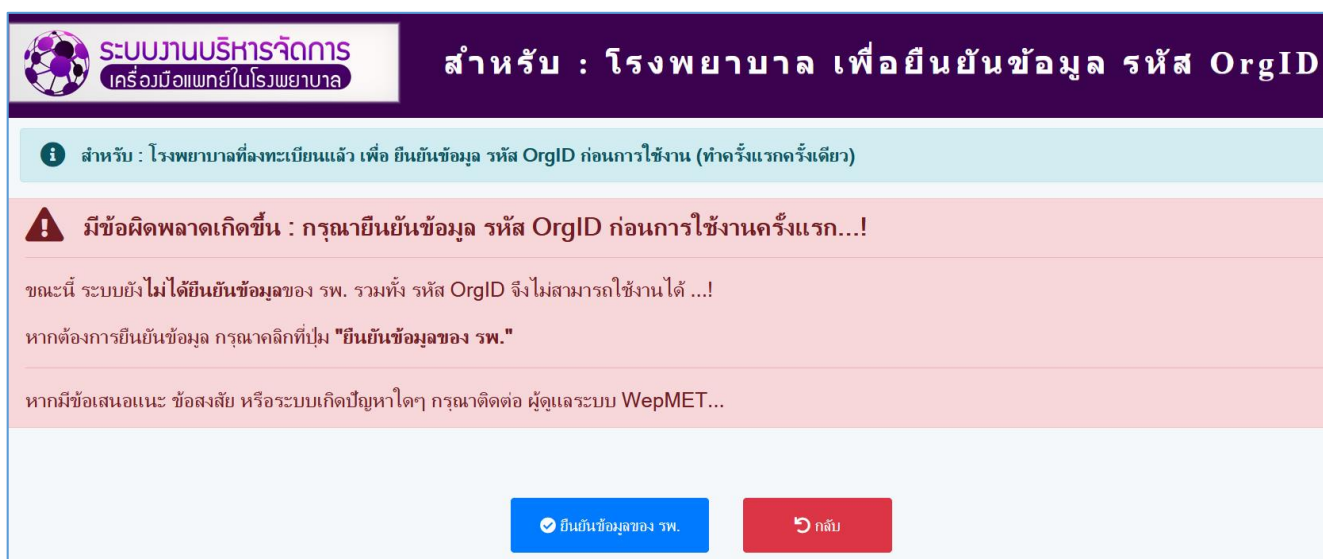 ระบบงานบริหารจัดการ
เครื่องมือแพทย์ในโรงพยาบาล
สำหรับ : โรงพยาบาล เพื่อยืนยันข้อมูล รหัส OrgID
สำหรับ : โรงพยาบาลที่ลงทะเบียนแล้ว เพื่อ ยืนยันข้อมูล รหัส OrgID ก่อนการใช้งาน (ทำครั้งแรกครั้งเดียว)
มีข้อผิดพลาดเกิดขึ้น : กรุณายืนยันข้อมูล รหัส OrgID ก่อนการใช้งานครั้งแรก...!
ขณะนี้ ระบบยังไม่ได้ยืนยันข้อมูลของ รพ. รวมทั้ง รหัส OrgID จึงไม่สามารถใช้งานได้ ...!
หากต้องการยืนยันข้อมูล กรุณาคลิกที่ปุ่ม "ยืนยันข้อมูลของ รพ."
หากมีข้อเสนอแนะ ข้อสงสัย หรือระบบเกิดปัญหาใดๆ กรุณาติดต่อ ผู้ดูแลระบบ WepMET...
ยืนยันข้อมูลของ รพ.
กลับ